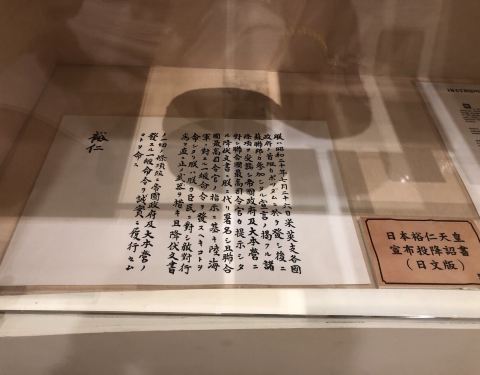 朕ハ昭和二十年七月二十六日米英支各國
政府ノ首班カポツダムニ於テ發シ後ニ
蘇聯邦カ參加シタル宣言ノ掲クル諸
條項ヲ受諾シ帝國政府及大本營ニ
對シ聯合國最高司令官カ提示シタ
ル降伏文書ニ朕ニ代リ署名シ且聯合
國最高司令官ノ指示ニ基キ陸海
軍ニ對スル一般命令ヲ發スヘキコトヲ
命シタリ朕ハ朕カ臣民ニ對シ敵對行
爲ヲ直ニ止メ武器ヲ措キ且降伏文書
ノ一切ノ條項竝ニ帝國政府及大本營ノ
發スル一般命令ヲ誠實ニ履行セム
コトヲ命ス
裕仁
日本裕仁天皇
宣布投降詔書
(日文版)